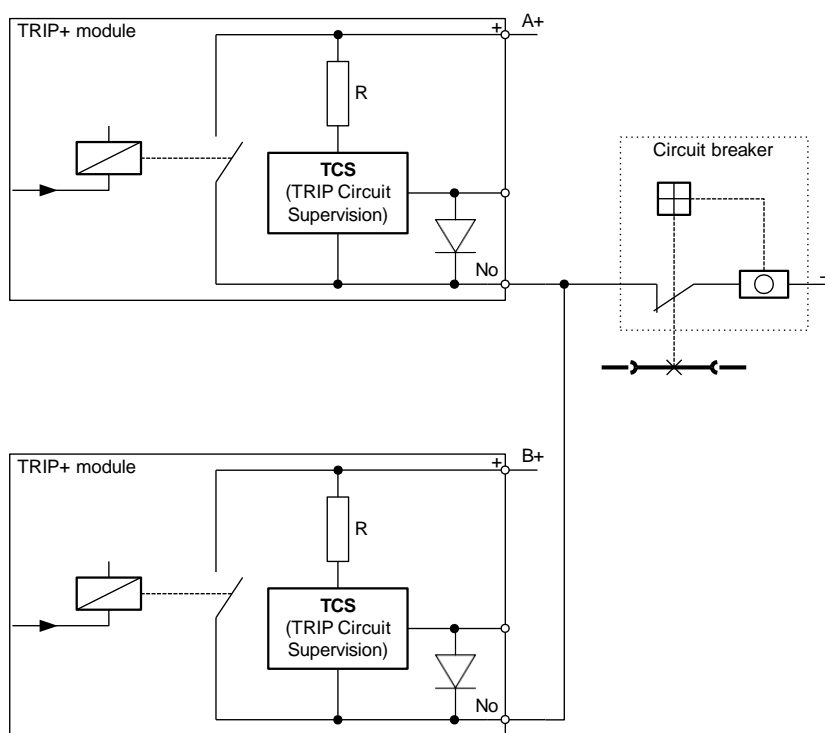 TRIP+ module
+
A+
R
TCS
(TRIP Circuit
Supervision)
No
Circuit breaker
-
TRIP+ module
+
B+
R
TCS
(TRIP Circuit
Supervision)
No